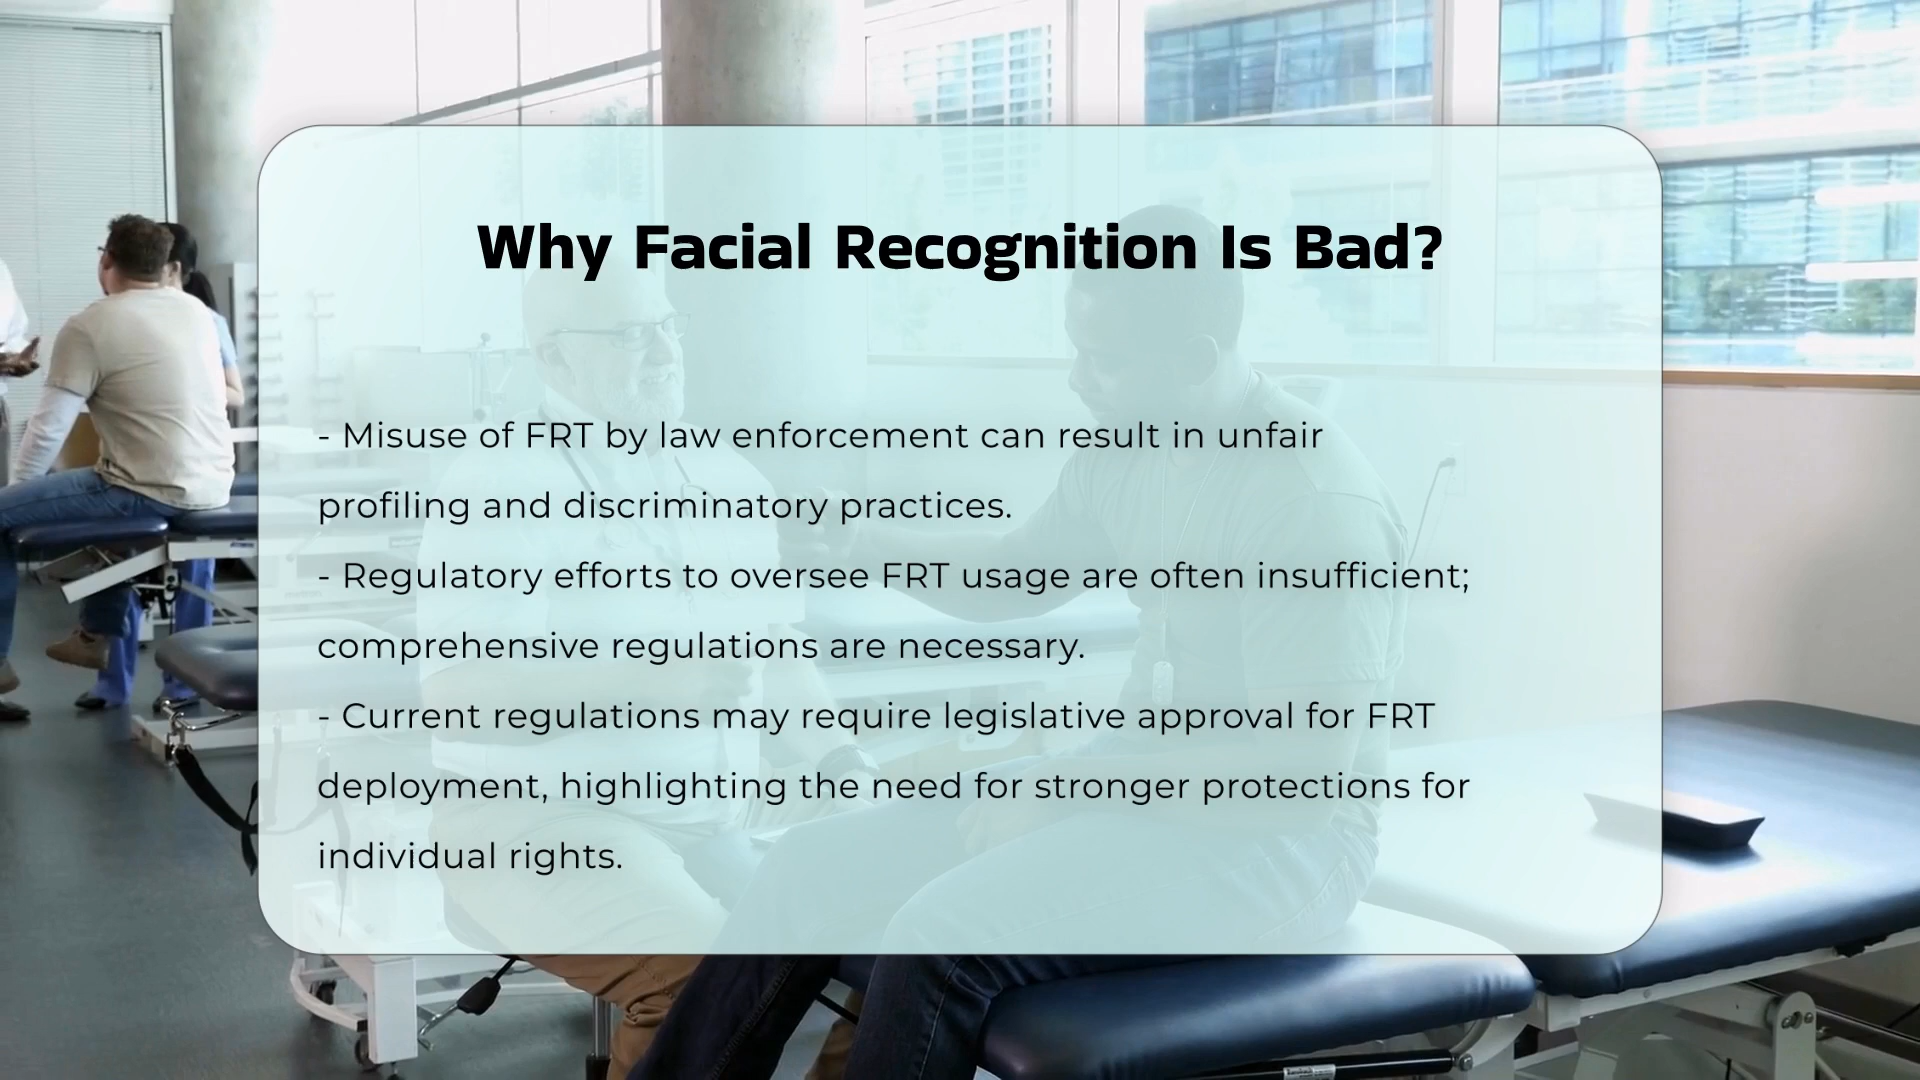 Why Facial Recognition Is Bad?
- Misuse of FRT by law enforcement can result in unfair
profiling and discriminatory practices.
- Regulatory efforts to oversee FRT usage are often insufficient;
comprehensive regulations are necessary.
- Current regulations may require legislative approval for FRT
deployment, highlighting the need for stronger protections for
individual rights.